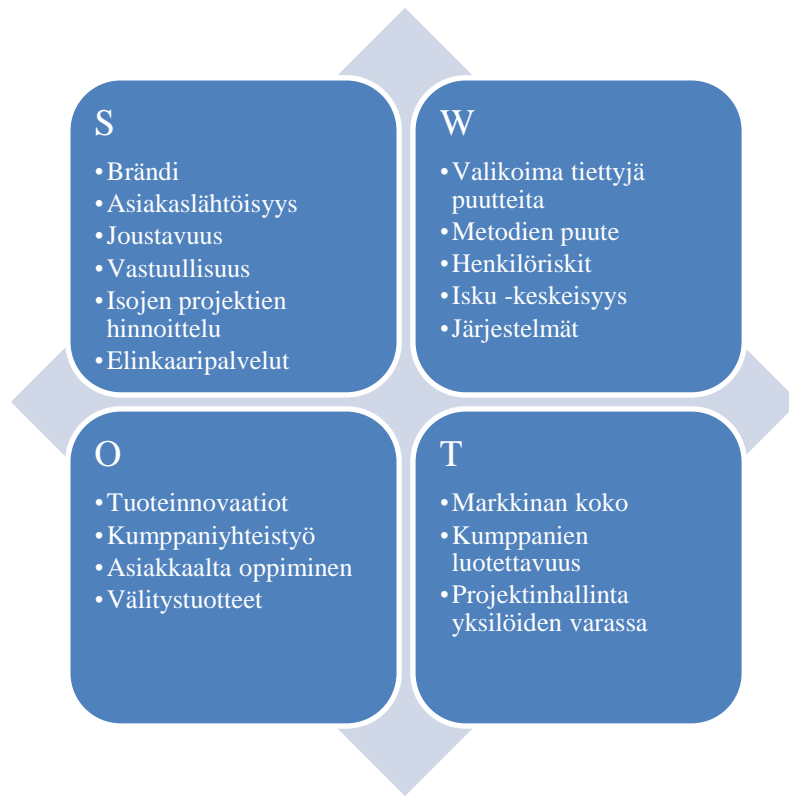 S
•Brändi
•Asiakaslähtöisyys
•Joustavuus
•Vastuullisuus
•Isojen projektien
hinnoittelu
•Elinkaaripalvelut
W
•Valikoima tiettyjä
puutteita
•Metodien puute
•Henkilöriskit
•Isku -keskeisyys
•Järjestelmät
O
•Tuoteinnovaatiot
•Kumppaniyhteistyö
•Asiakkaalta oppiminen
•Välitystuotteet
T
•Markkinan koko
•Kumppanien
luotettavuus
•Projektinhallinta
yksilöiden varassa